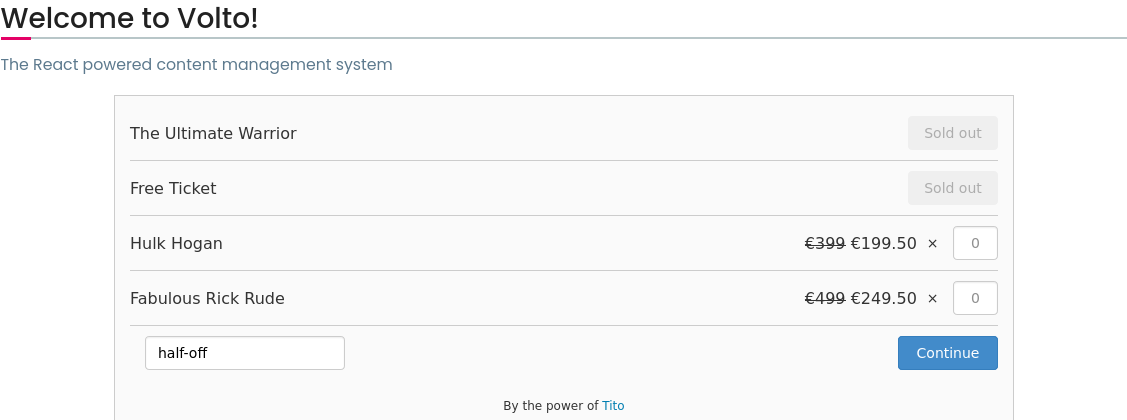 Welcome to Volto!
The React powered content management system
The Ultimate Warrior Sold out
Free Ticket Sold out
Hulk Hogan €399 €199.50 × 0
Fabulous Rick Rude €499 €249.50 × 0
half-off Continue
By the power of Tito